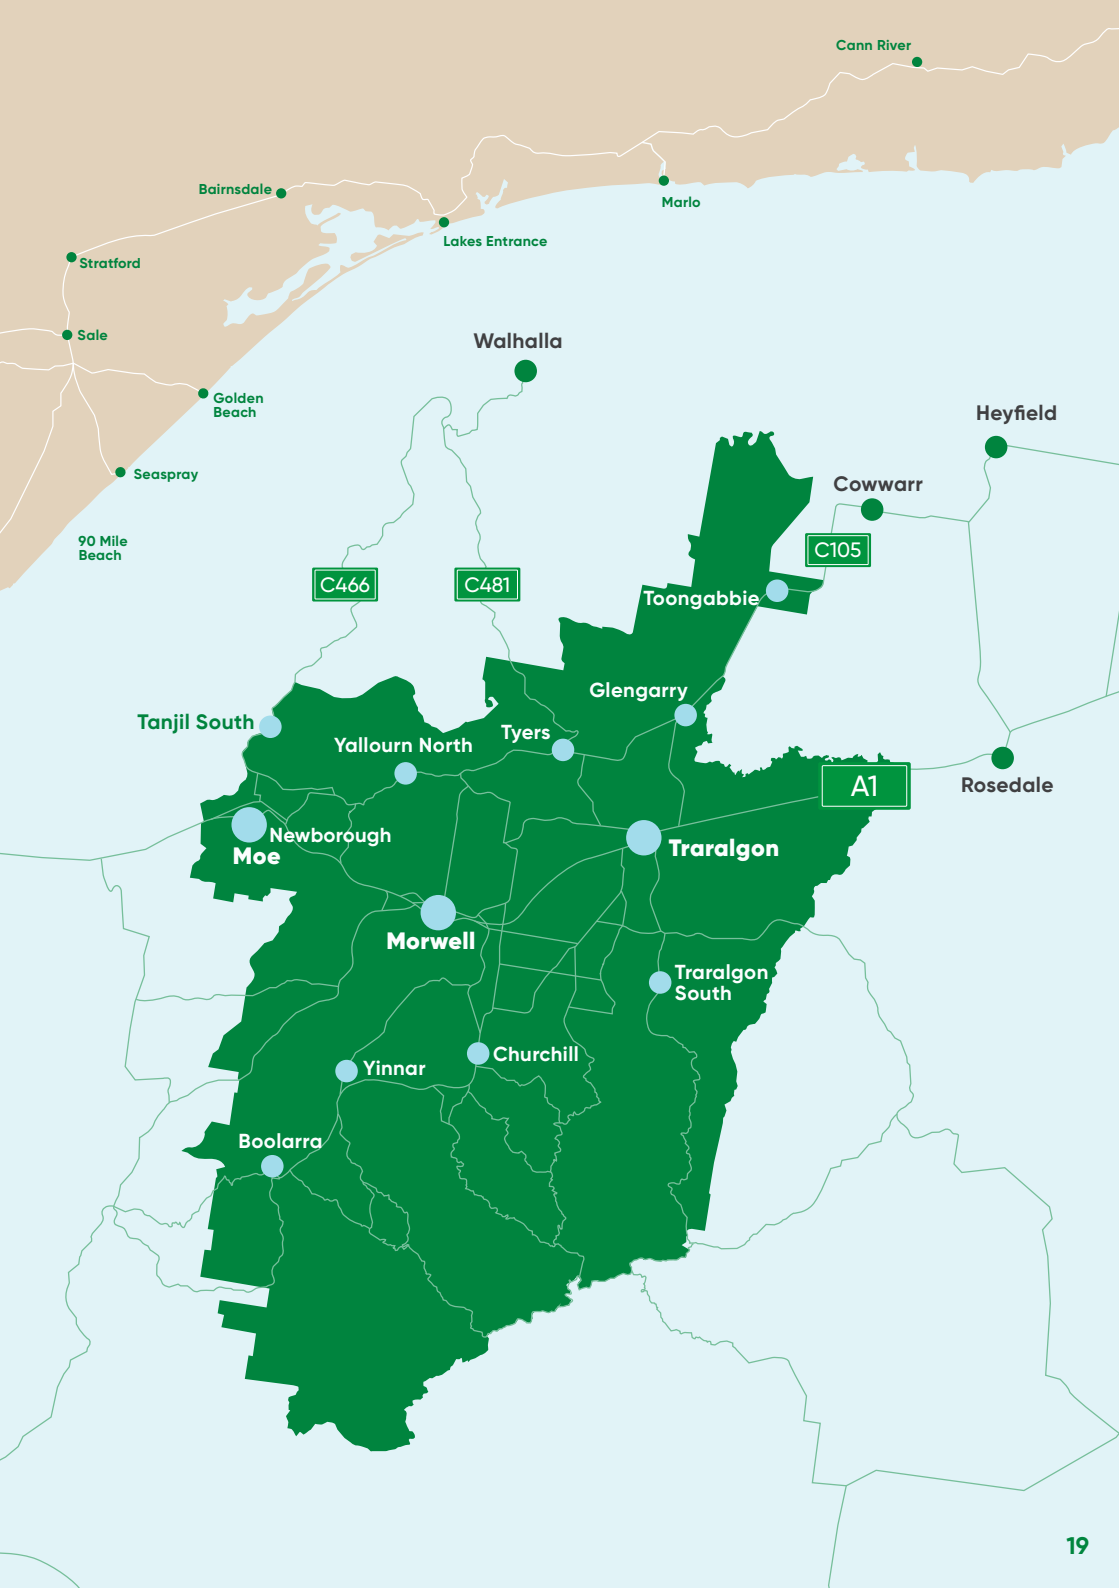 Cann River
Bairnsdale
Marlo
Lakes Entrance
Stratford
Sale
Walhalla
Golden
Beach
Heyfield
Seaspray
Cowwarr
90 Mile
Beach
C105
C466
C481
Toongabbie
Glengarry
Tanjil South
Tyers
Yallourn North
A1
Rosedale
Newborough
Moe
Traralgon
Morwell
Traralgon
South
Churchill
Yinnar
Boolarra
19